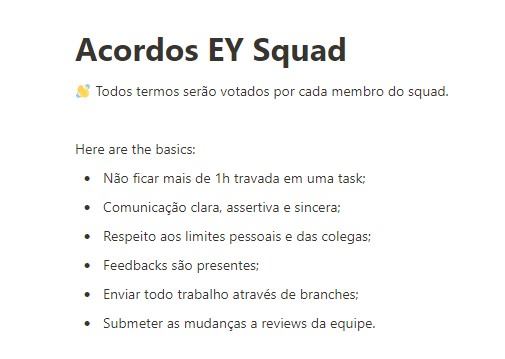 Acordos EY Squad
👋 Todos termos serão votados por cada membro do squad.
Here are the basics:
• Não ficar mais de 1h travada em uma task;
• Comunicação clara, assertiva e sincera;
• Respeito aos limites pessoais e das colegas;
• Feedbacks são presentes;
• Enviar todo trabalho através de branches;
• Submeter as mudanças a reviews da equipe.